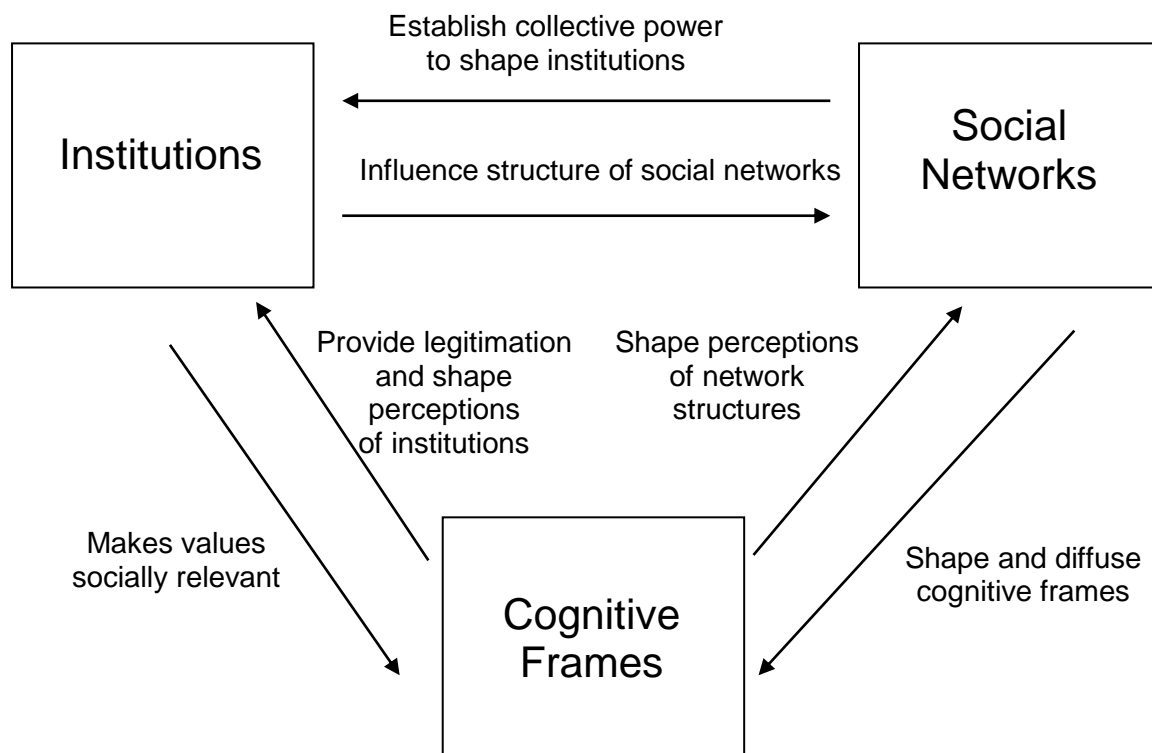 Establish collective power
to shape institutions
Institutions
Social
Networks
Influence structure of social networks
Provide legitimation
and shape
perceptions
of institutions
Shape perceptions
of network
structures
Makes values
socially relevant
Shape and diffuse
cognitive frames
Cognitive
Frames